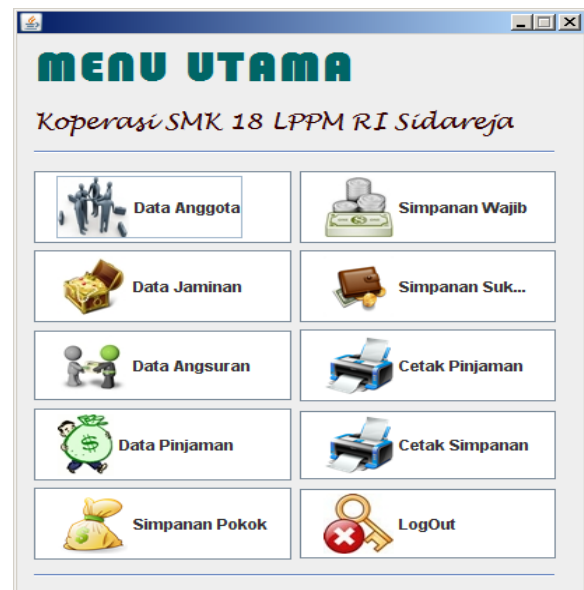 MENU UTAMA
Koperasi SMK 18 LPPM RI Sidareja
Data Anggota
Simpanan Wajib
Data Jaminan
Simpanan Suk...
Data Angsuran
Cetak Pinjaman
Data Pinjaman
Cetak Simpanan
Simpanan Pokok
LogOut